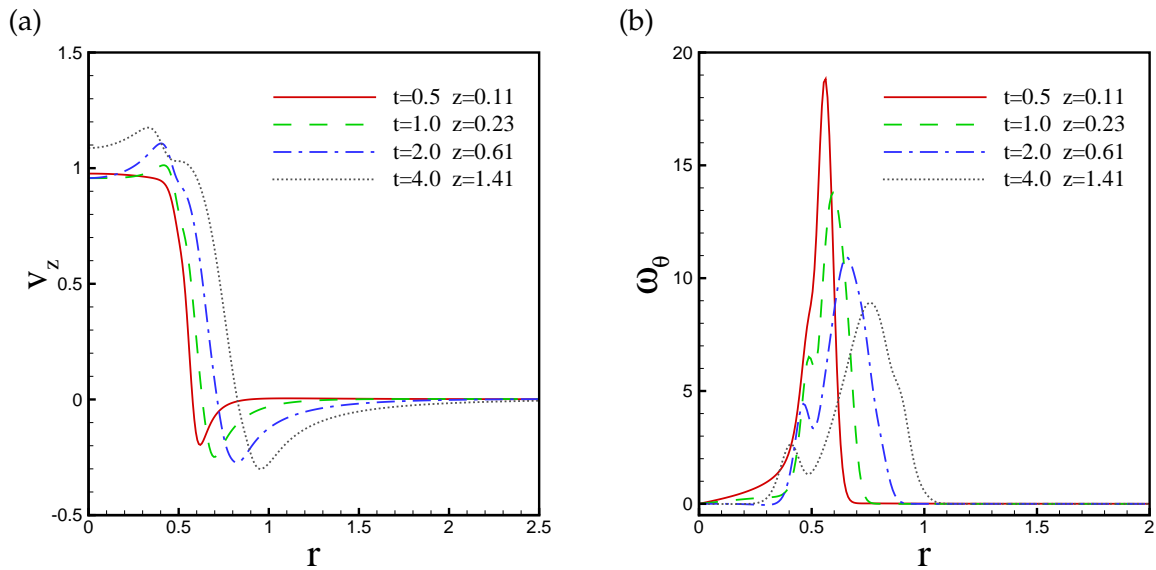 (a)
1.5
1
0.5
0
-0.5
v_z
0 0.5 1 1.5 2 2.5
r
t=0.5 z=0.11
t=1.0 z=0.23
t=2.0 z=0.61
t=4.0 z=1.41
(b)
20
15
10
5
0
ω_θ
0 0.5 1 1.5 2
r
t=0.5 z=0.11
t=1.0 z=0.23
t=2.0 z=0.61
t=4.0 z=1.41